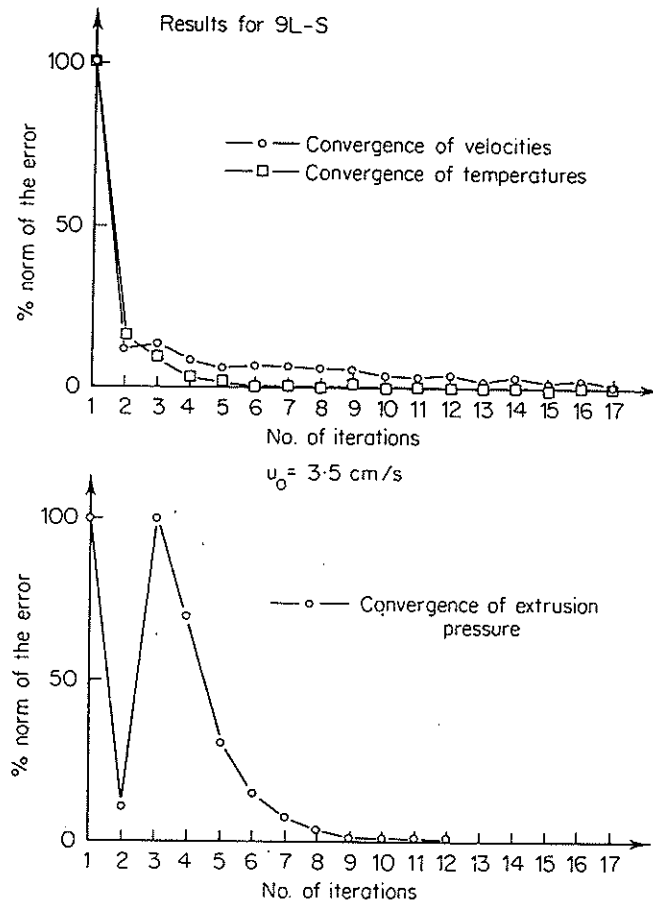 Results for 9L-S
100
50
0
% norm of the error
Convergence of velocities
Convergence of temperatures
1 2 3 4 5 6 7 8 9 10 11 12 13 14 15 16 17
No. of iterations
u₀= 3·5 cm/s
100
50
0
% norm of the error
Convergence of extrusion
pressure
1 2 3 4 5 6 7 8 9 10 11 12 13 14 15 16 17
No. of iterations